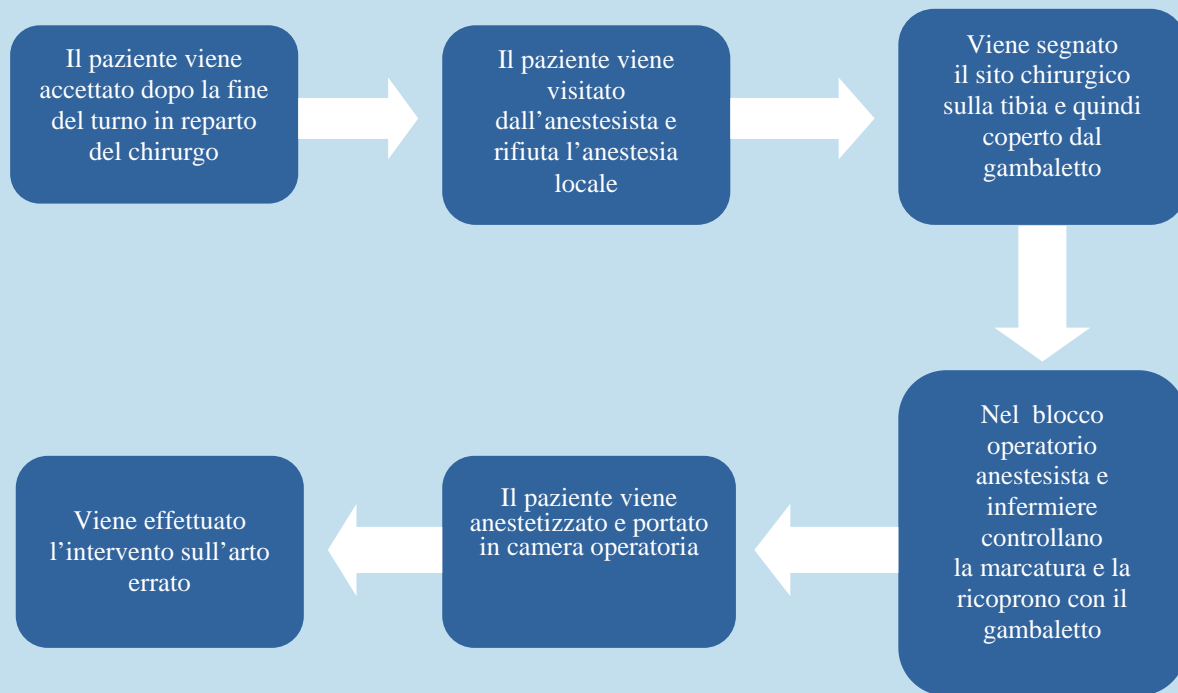 Il paziente viene
accettato dopo la fine
del turno in reparto
del chirurgo
Il paziente viene
visitato
dall’anestesista e
rifiuta l’anestesia
locale
Viene segnato
il sito chirurgico
sulla tibia e quindi
coperto dal
gambaletto
Nel blocco
operatorio
anestesista e
infermiere
controllano
la marcatura e la
ricoprono con il
gambaletto
Il paziente viene
anestetizzato e portato
in camera operatoria
Viene effettuato
l’intervento sull’arto
errato